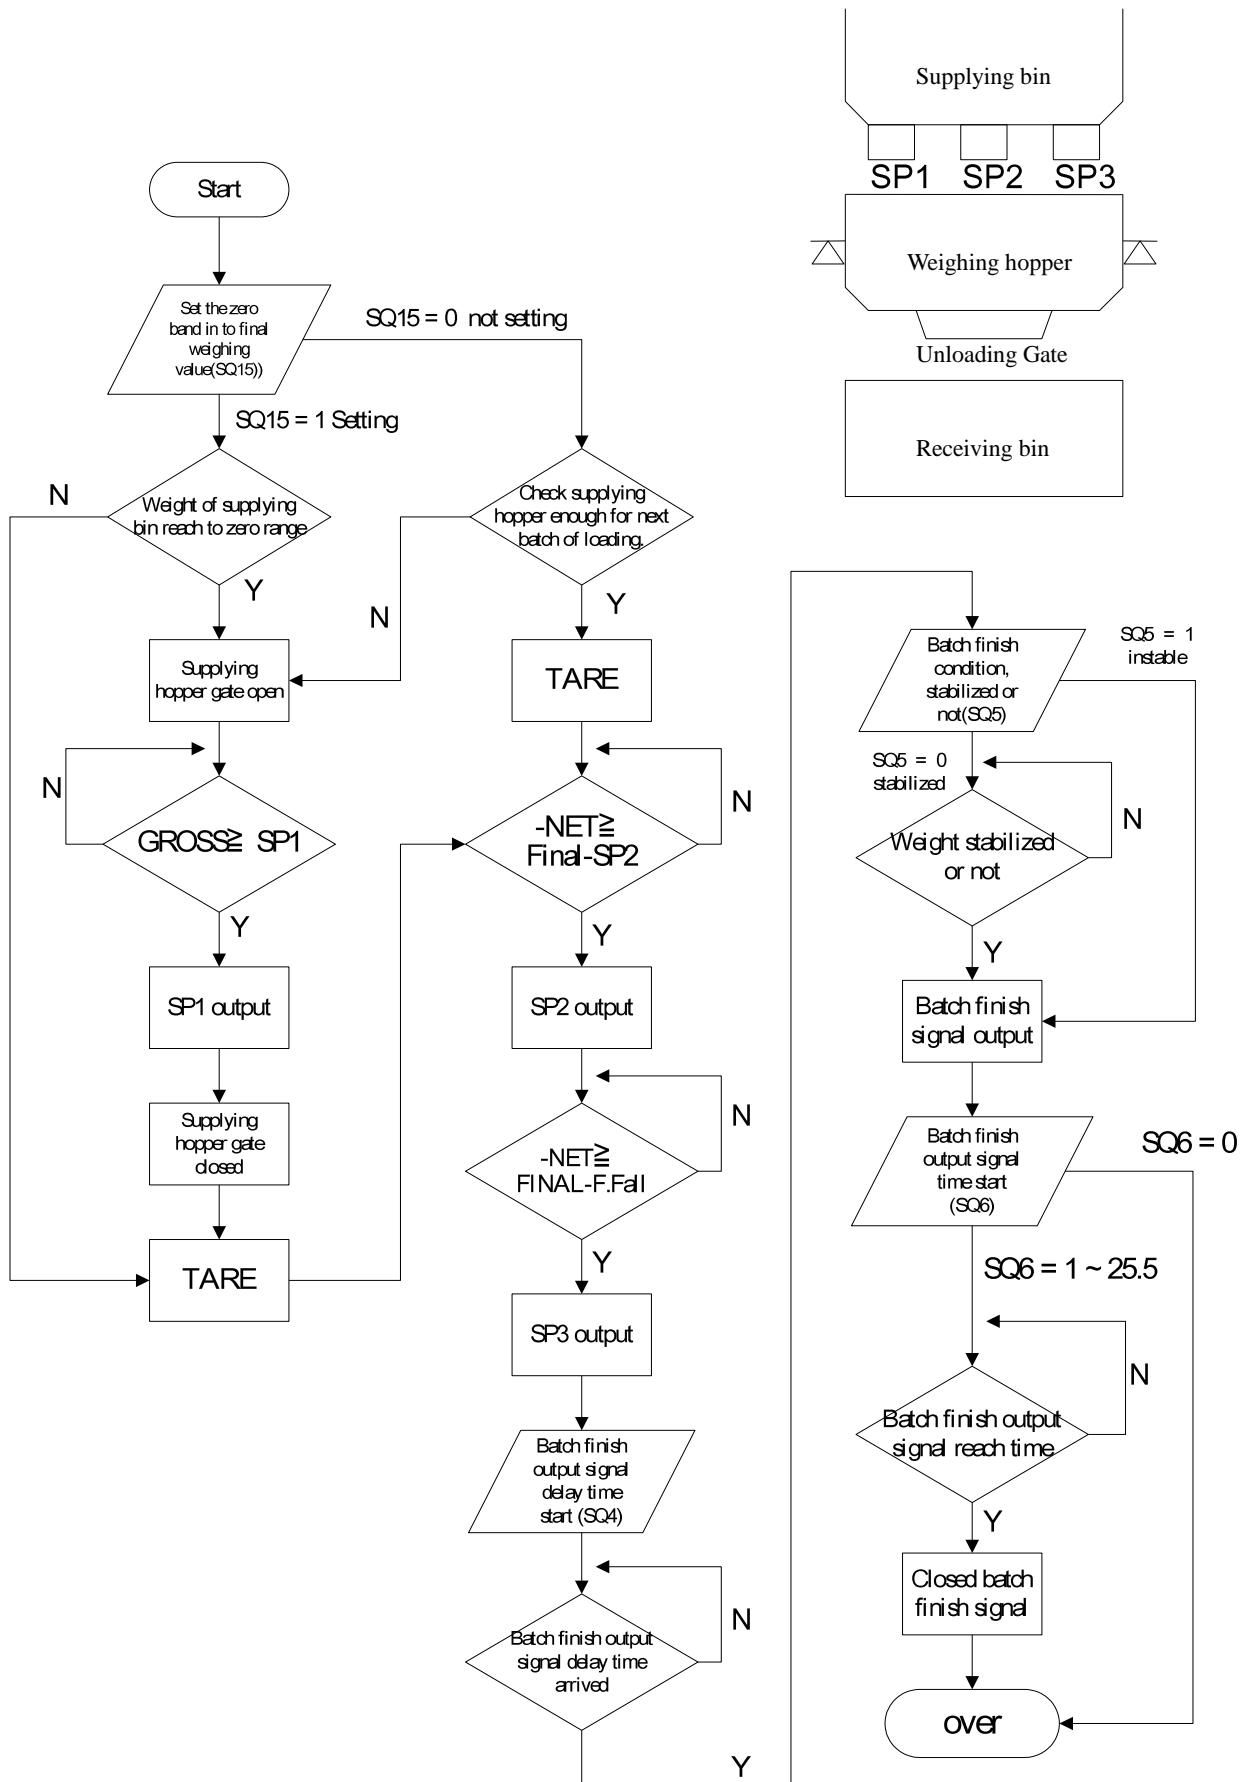 Supplying bin
SP1 SP2 SP3
Weighing hopper
Unloading Gate
Receiving bin
Start
Set the zero
band in to final
weighing
value(SQ15))
SQ15 = 0 not setting
SQ15 = 1 Setting
N
Weight of supplying
bin reach to zero range
Y
Check supplying
hopper enough for next
batch of loading.
N
Y
Supplying
hopper gate open
TARE
N
GROSS≧ SP1
Y
-NET≧
Final-SP2
N
Y
SP1 output
SP2 output
Supplying
hopper gate
closed
N
-NET≧
FINAL-F.Fall
Y
TARE
SP3 output
Batch finish
output signal
delay time
start (SQ4)
N
Batch finish output
signal delay time
arrived
Y
Batch finish
condition,
stabilized or
not(SQ5)
SQ5 = 1
instable
SQ5 = 0
stabilized
N
Weight stabilized
or not
Y
Batch finish
signal output
Batch finish
output signal
time start
(SQ6)
SQ6 = 0
SQ6 = 1 ~ 25.5
N
Batch finish output
signal reach time
Y
Closed batch
finish signal
over